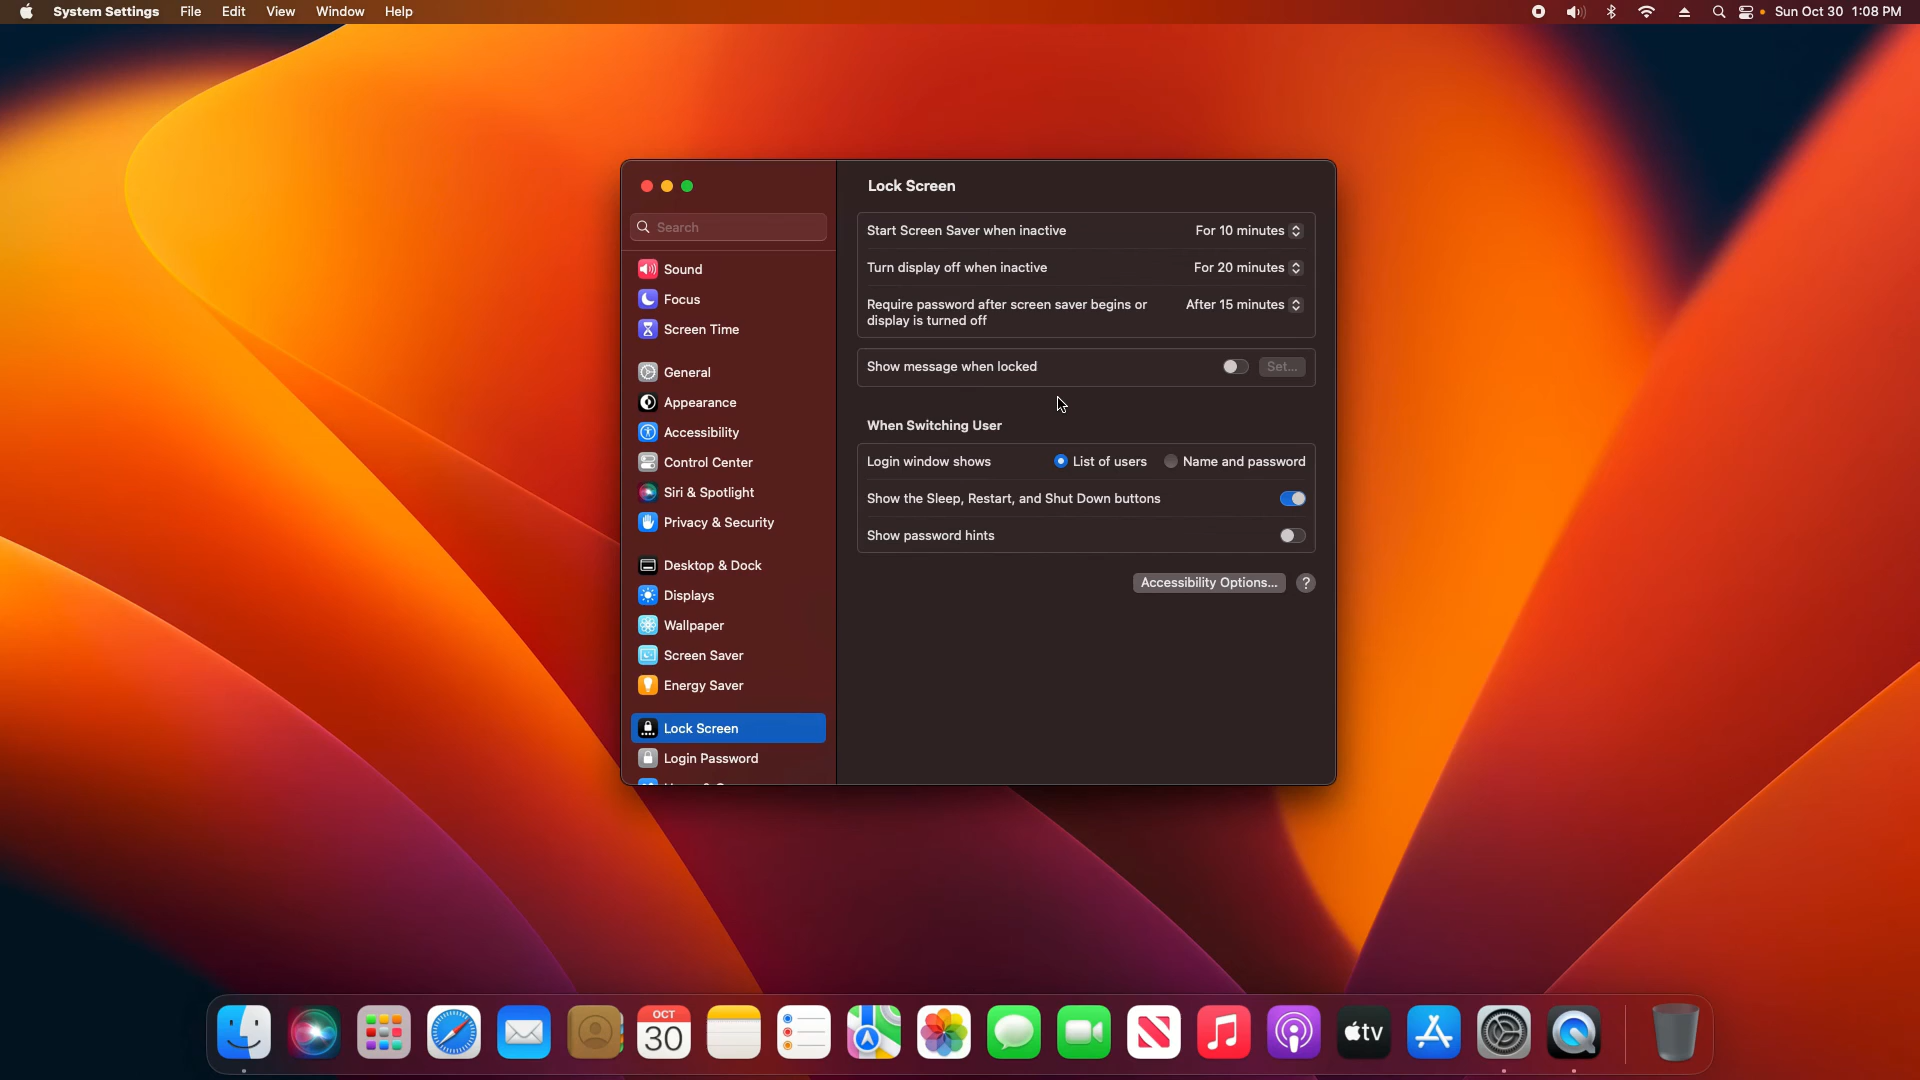 System Settings File Edit View Window Help Sun Oct 30 1:08 PM
Lock Screen
Search
Sound
Focus
Screen Time
General
Appearance
Accessibility
Control Center
Siri & Spotlight
Privacy & Security
Desktop & Dock
Displays
Wallpaper
Screen Saver
Energy Saver
Lock Screen
Login Password
Start Screen Saver when inactive For 10 minutes
Turn display off when inactive For 20 minutes
Require password after screen saver begins or After 15 minutes
display is turned off
Show message when locked Set...
When Switching User
Login window shows List of users Name and password
Show the Sleep, Restart, and Shut Down buttons
Show password hints
Accessibility Options... ?
OCT
30
tv